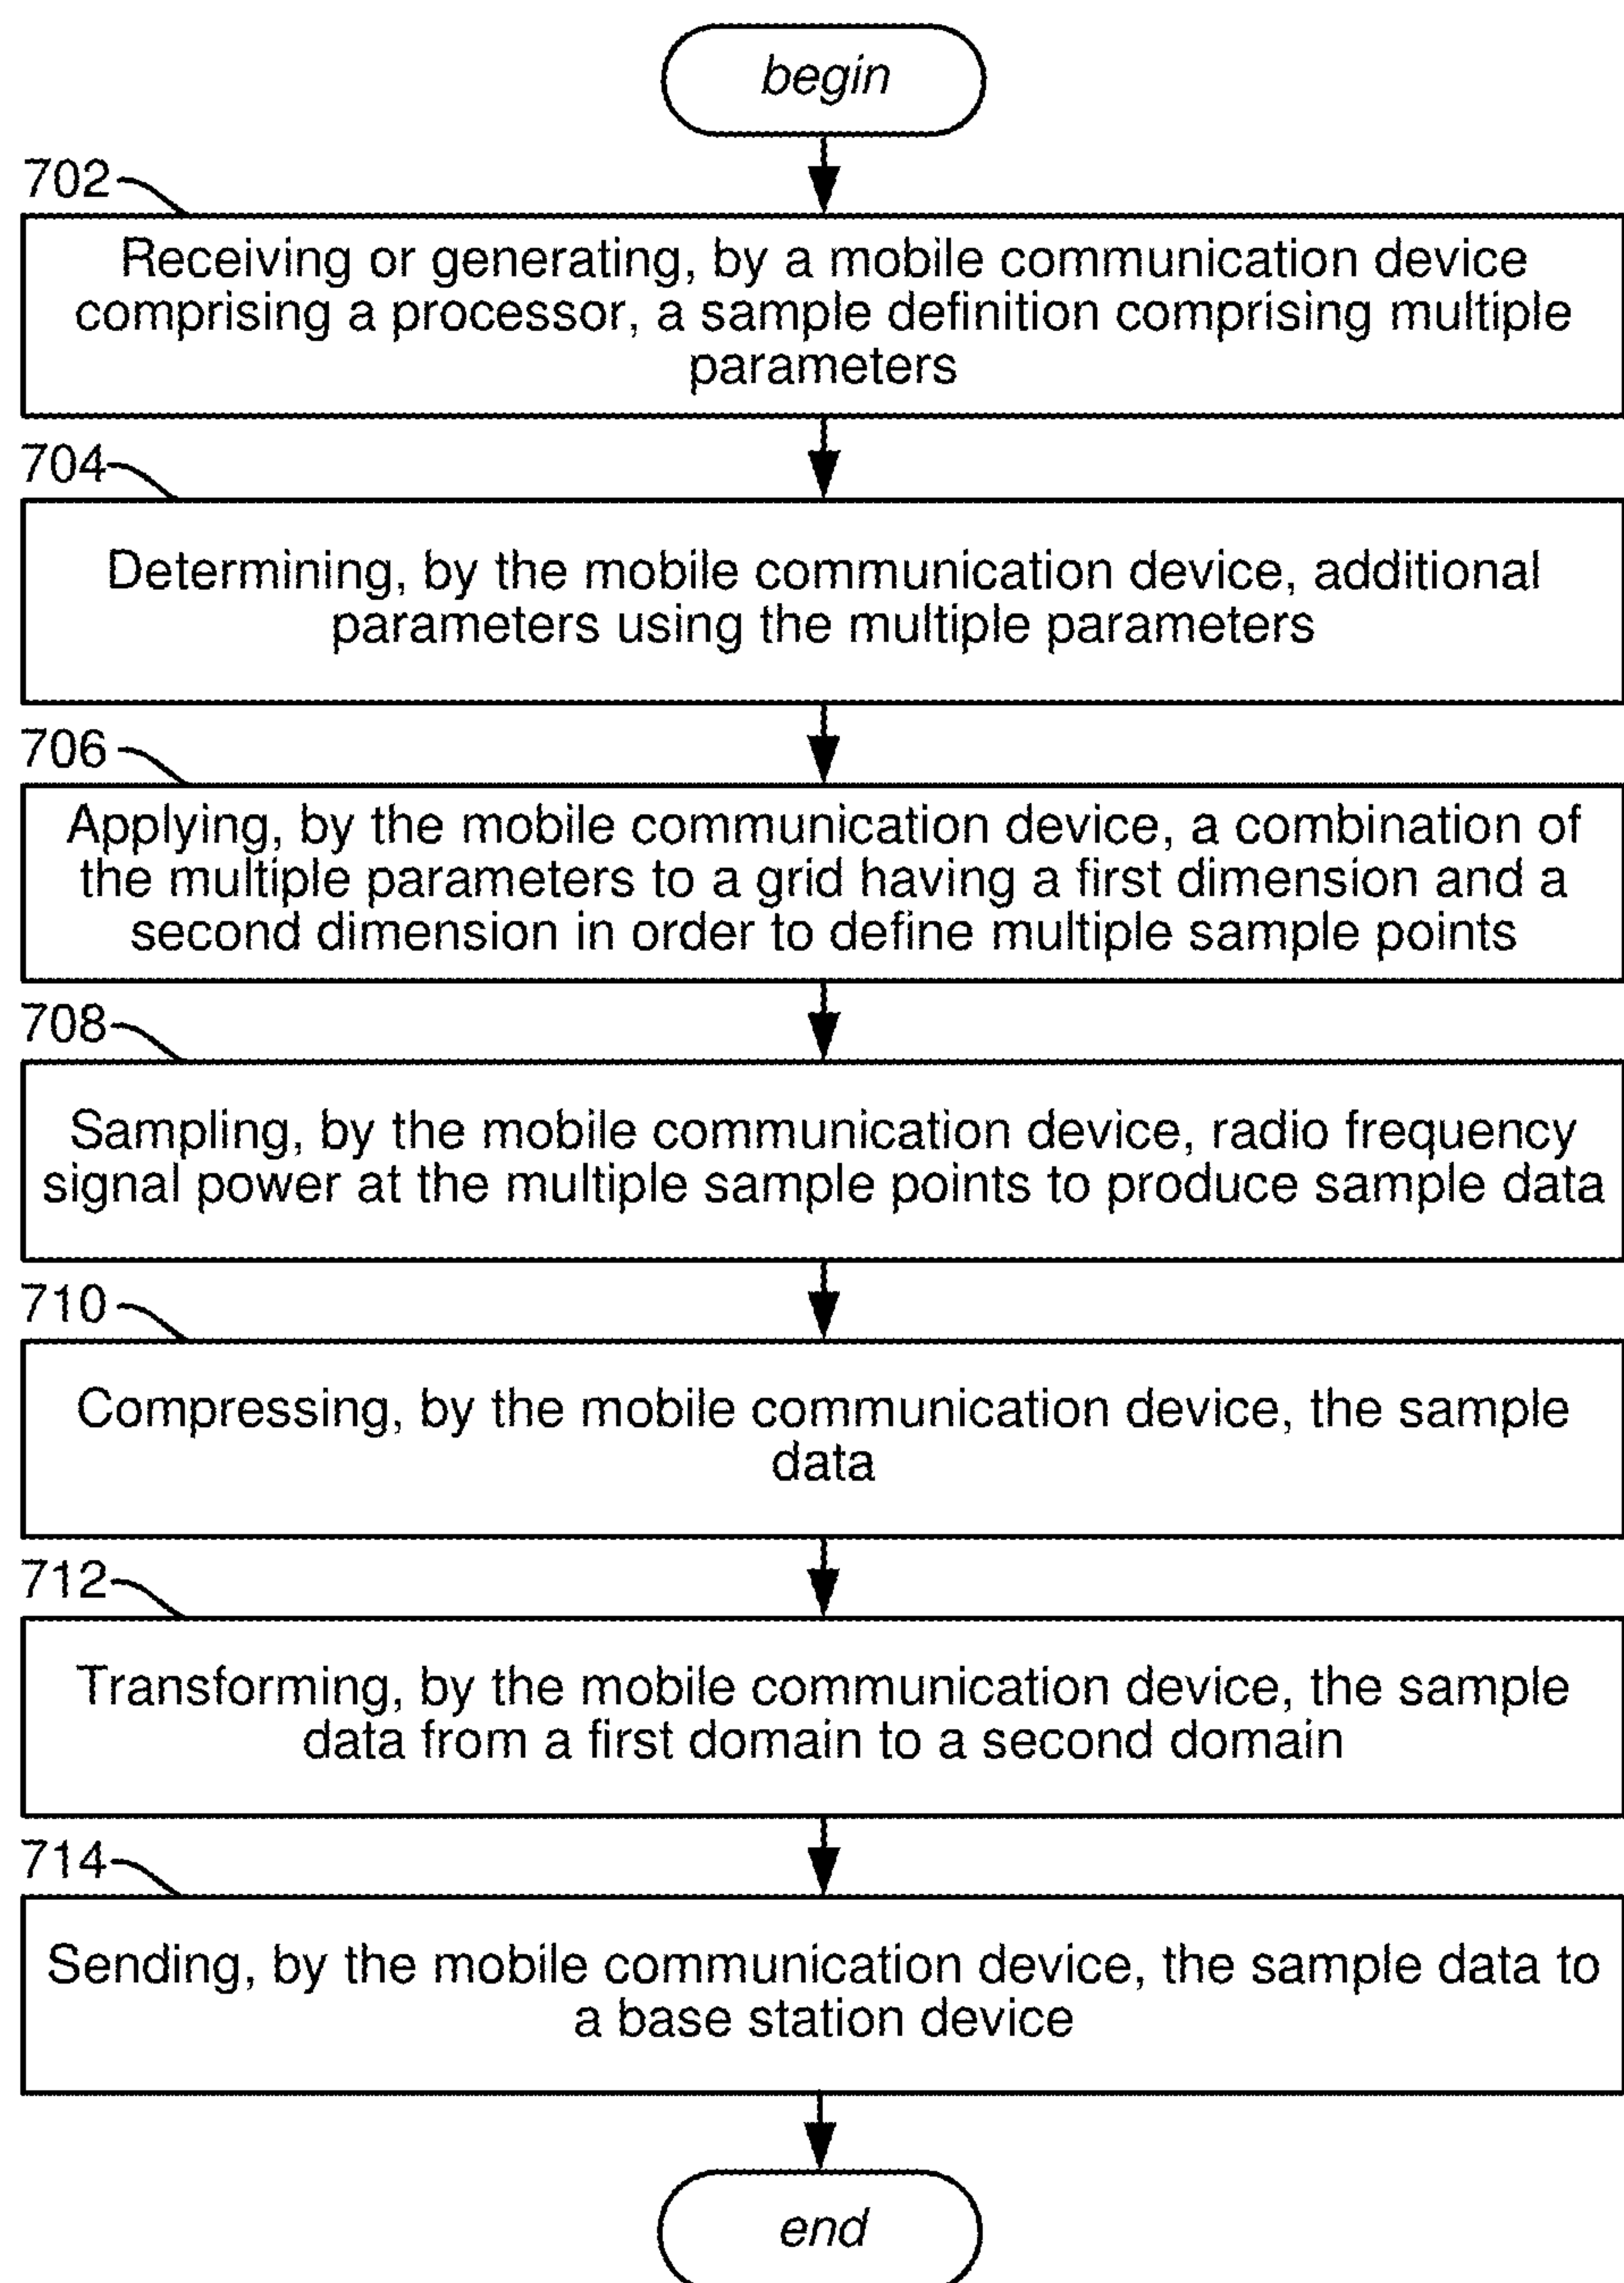 begin
702
Receiving or generating, by a mobile communication device
comprising a processor, a sample definition comprising multiple
parameters
704
Determining, by the mobile communication device, additional
parameters using the multiple parameters
706
Applying, by the mobile communication device, a combination of
the multiple parameters to a grid having a first dimension and a
second dimension in order to define multiple sample points
708
Sampling, by the mobile communication device, radio frequency
signal power at the multiple sample points to produce sample data
710
Compressing, by the mobile communication device, the sample
data
712
Transforming, by the mobile communication device, the sample
data from a first domain to a second domain
714
Sending, by the mobile communication device, the sample data to
a base station device
end